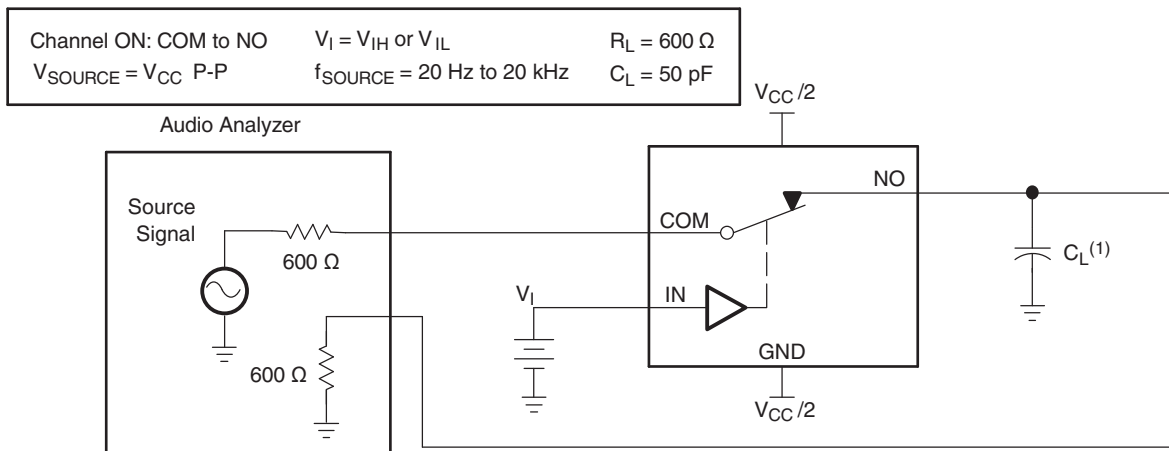 Channel ON: COM to NO V_I = V_IH or V_IL R_L = 600 Ω
V_SOURCE = V_CC P-P f_SOURCE = 20 Hz to 20 kHz C_L = 50 pF
Audio Analyzer
V_CC/2
NO
Source
Signal
COM
600 Ω
C_L(1)
V_I
IN
GND
600 Ω
V_CC/2